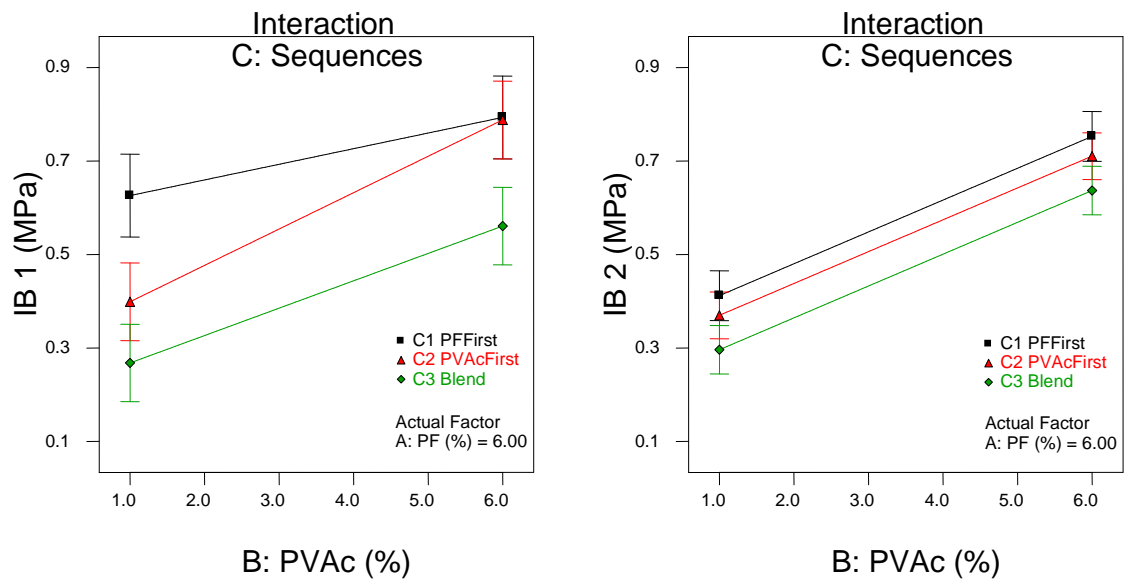 Interaction
C: Sequences
IB 1 (MPa)
0.9
0.7
0.5
0.3
0.1
C1 PFFirst
C2 PVAcFirst
C3 Blend
Actual Factor
A: PF (%) = 6.00
1.0 2.0 3.0 4.0 5.0 6.0
B: PVAc (%)
Interaction
C: Sequences
IB 2 (MPa)
0.9
0.7
0.5
0.3
0.1
C1 PFFirst
C2 PVAcFirst
C3 Blend
Actual Factor
A: PF (%) = 6.00
1.0 2.0 3.0 4.0 5.0 6.0
B: PVAc (%)